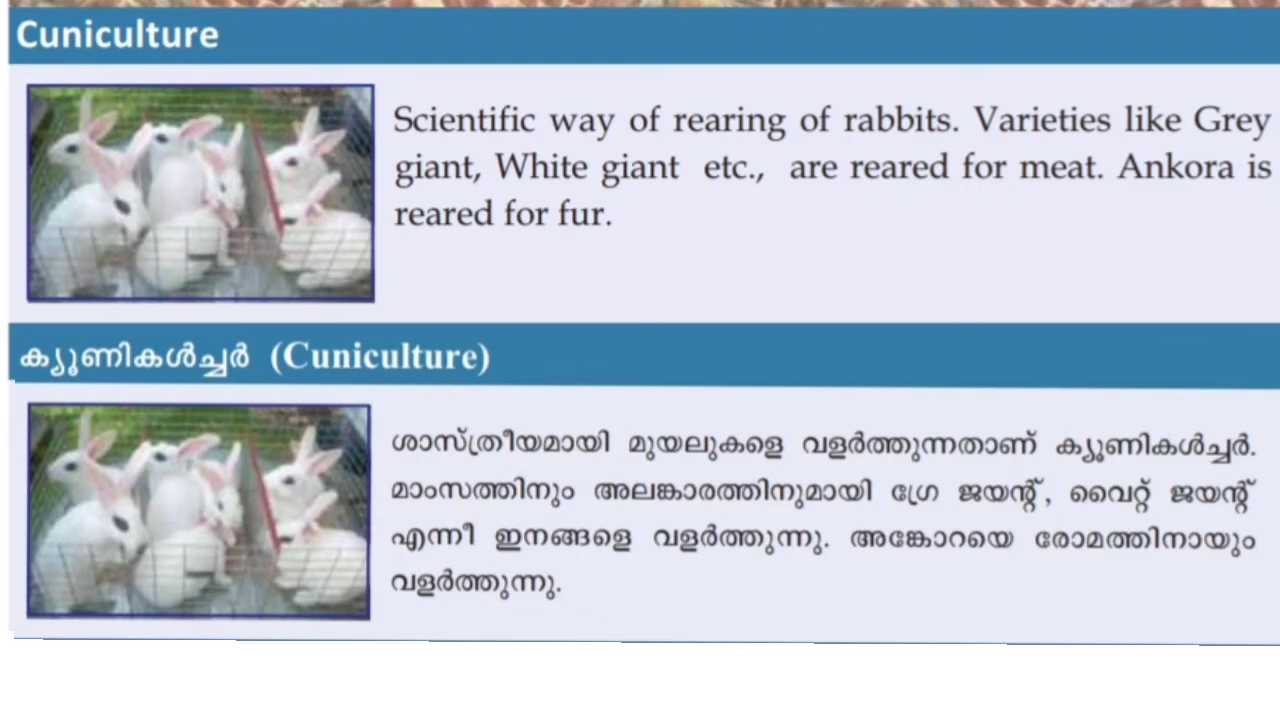 Cuniculture
Scientific way of rearing of rabbits. Varieties like Grey
giant, White giant etc., are reared for meat. Ankora is
reared for fur.
ക്യൂണികൾച്ചർ (Cuniculture)
ശാസ്ത്രീയമായി മുയലുകളെ വളർത്തുന്നതാണ് ക്യൂണികൾച്ചർ.
മാംസത്തിനും അലങ്കാരത്തിനുമായി ഗ്രേ ജയന്റ്, വൈറ്റ് ജയന്റ്
എന്നീ ഇനങ്ങളെ വളർത്തുന്നു. അങ്കോറയെ രോമത്തിനായും
വളർത്തുന്നു.